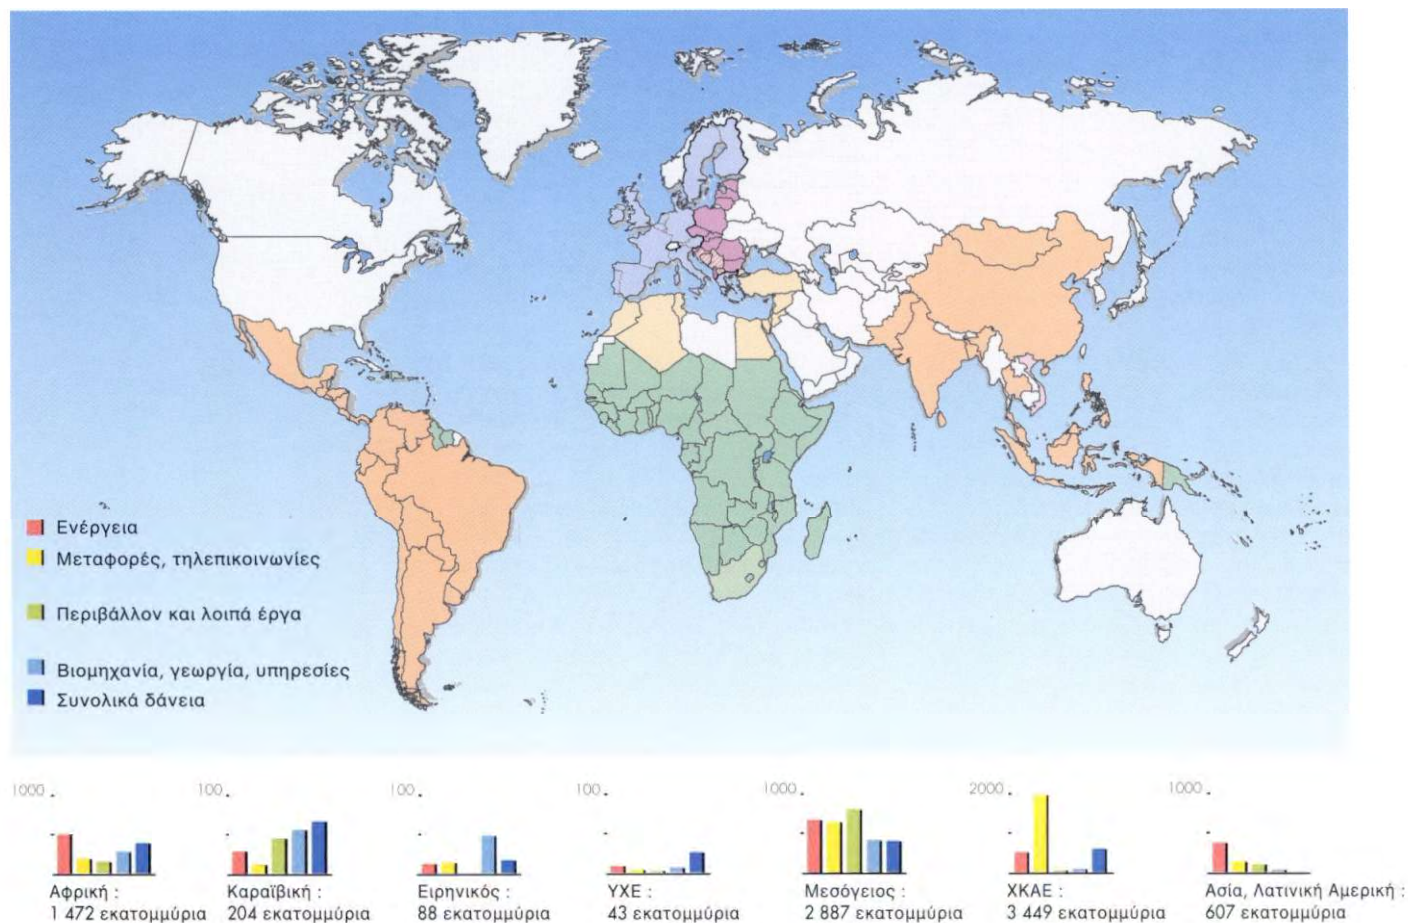 Ενέργεια
Μεταφορές, τηλεπικοινωνίες
Περιβάλλον και λοιπά έργα
Βιομηχανία, γεωργία, υπηρεσίες
Συνολικά δάνεια
1000 100 100 100 1000 2000 1000
Αφρική : Καραϊβική : Ειρηνικός : ΥΧΕ : Μεσόγειος : ΧΚΑΕ : Ασία, Λατινική Αμερική :
1 472 εκατομμύρια 204 εκατομμύρια 88 εκατομμύρια 43 εκατομμύρια 2 887 εκατομμύρια 3 449 εκατομμύρια 607 εκατομμύρια